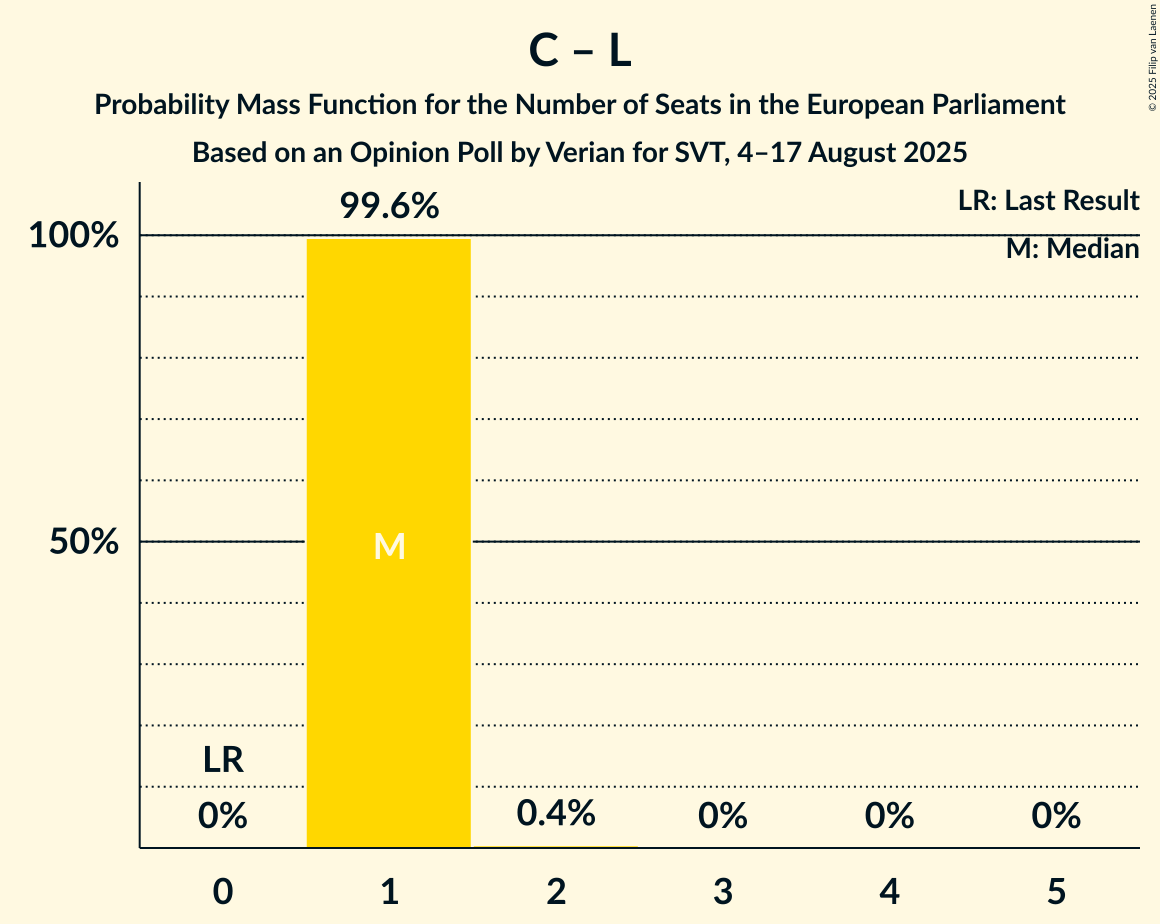 C – L
Probability Mass Function for the Number of Seats in the European Parliament
Based on an Opinion Poll by Verian for SVT, 4–17 August 2025
© 2025 Filip van Laenen
99.6%
LR: Last Result
100%
M: Median
50%
M
LR
0%
0.4%
0%
0%
0%
0 1 2 3 4 5